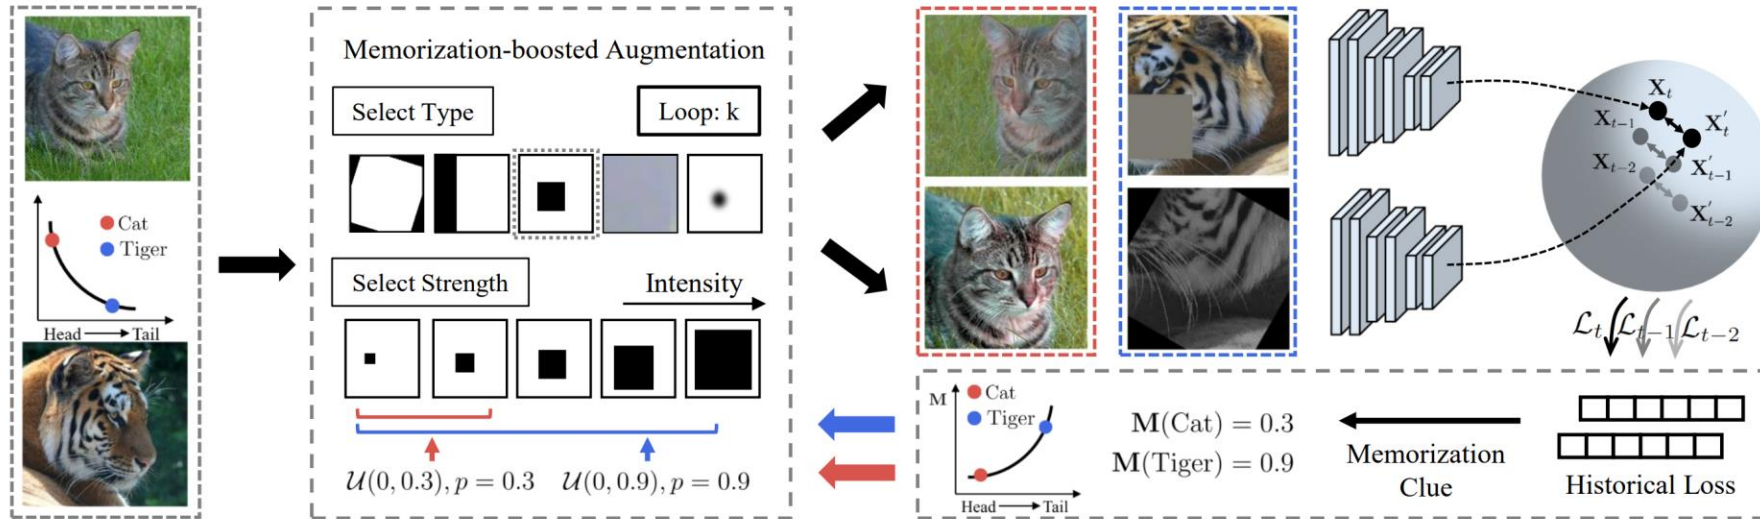 Cat
Tiger
Head
Tail
Memorization-boosted Augmentation
Select Type
Loop: k
Select Strength
Intensity
𝒰(0, 0.3), p = 0.3
𝒰(0, 0.9), p = 0.9
X_t
X'_t
X_{t−1}
X'_{t−1}
X_{t−2}
X'_{t−2}
ℒ_t
ℒ_{t−1}
ℒ_{t−2}
M
Cat
Tiger
Head
Tail
M(Cat) = 0.3
M(Tiger) = 0.9
Memorization
Clue
Historical Loss